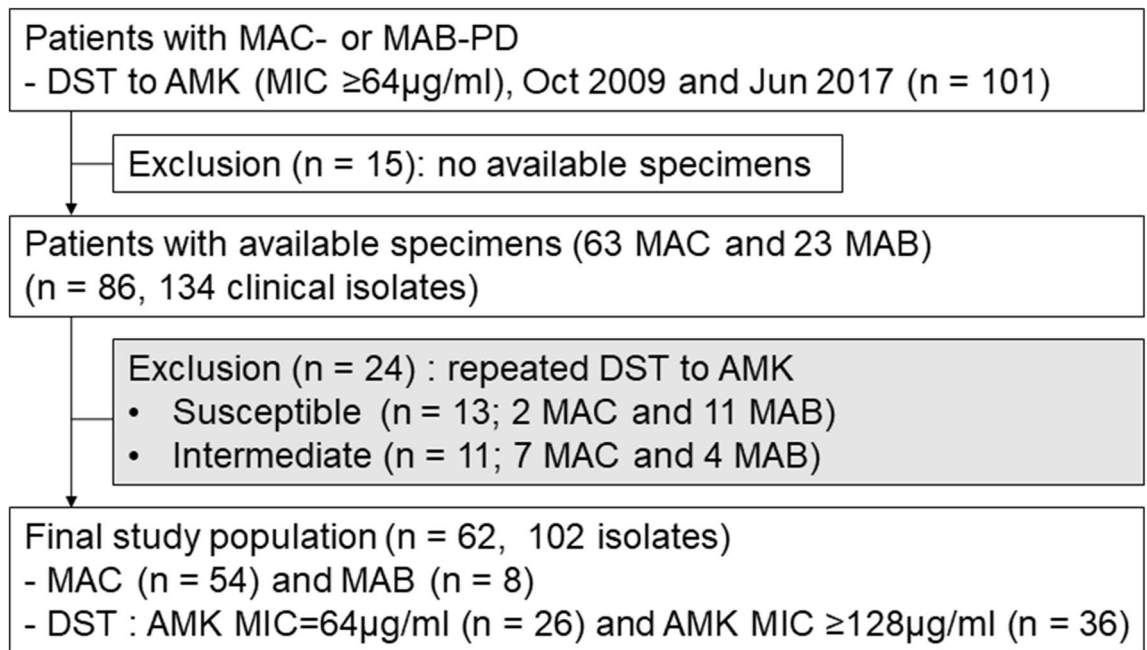 Patients with MAC- or MAB-PD
- DST to AMK (MIC ≥64µg/ml), Oct 2009 and Jun 2017 (n = 101)
Exclusion (n = 15): no available specimens
Patients with available specimens (63 MAC and 23 MAB)
(n = 86, 134 clinical isolates)
Exclusion (n = 24) : repeated DST to AMK
• Susceptible (n = 13; 2 MAC and 11 MAB)
• Intermediate (n = 11; 7 MAC and 4 MAB)
Final study population (n = 62, 102 isolates)
- MAC (n = 54) and MAB (n = 8)
- DST : AMK MIC=64µg/ml (n = 26) and AMK MIC ≥128µg/ml (n = 36)